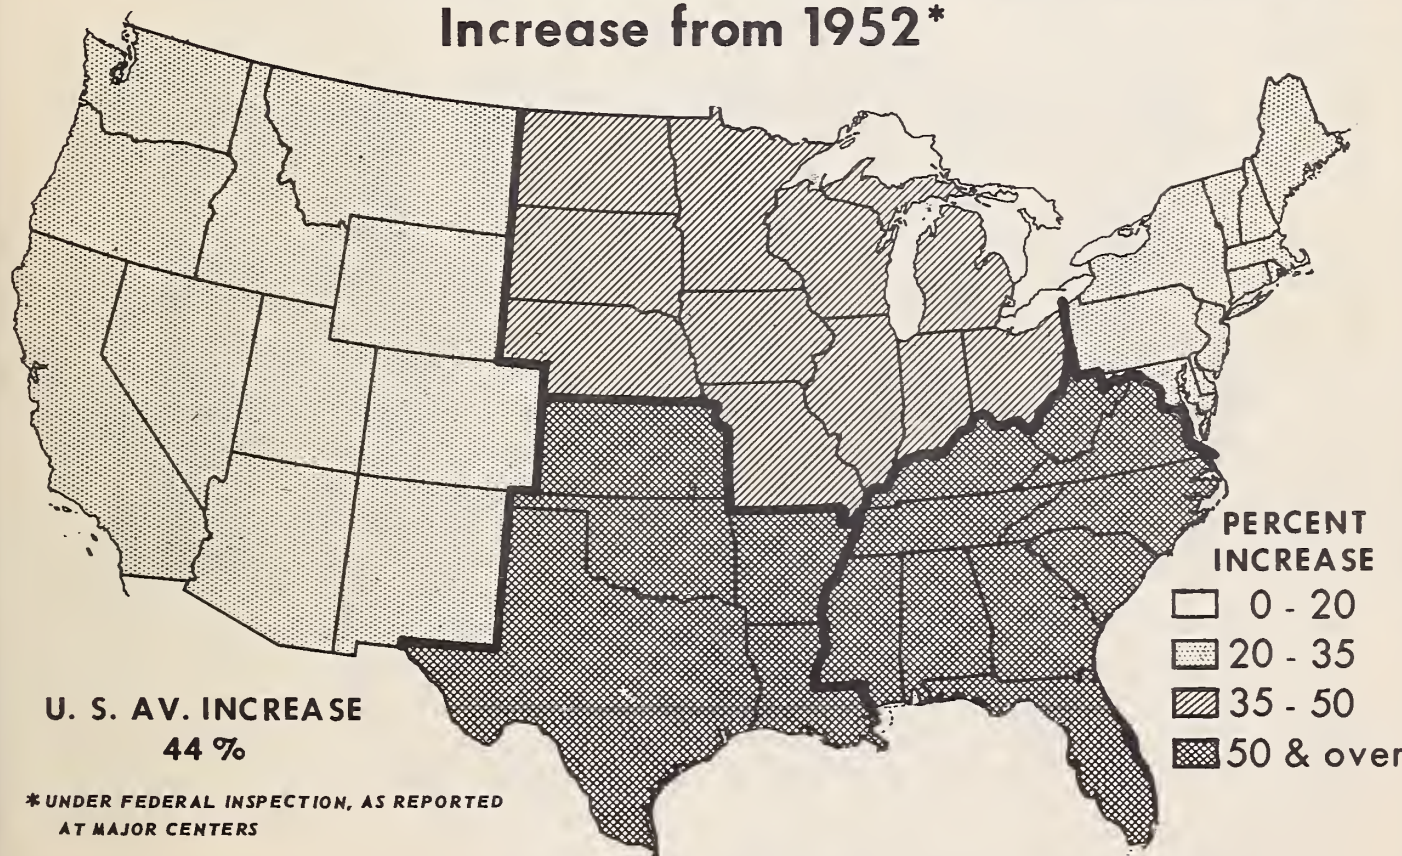 Increase from 1952*
PERCENT
INCREASE
0 - 20
20 - 35
35 - 50
50 & over
U. S. AV. INCREASE
44 %
* UNDER FEDERAL INSPECTION, AS REPORTED
AT MAJOR CENTERS